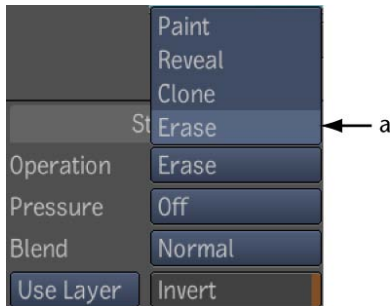 Paint
Reveal
Clone
St Erase
a
Operation Erase
Pressure Off
Blend Normal
Use Layer Invert